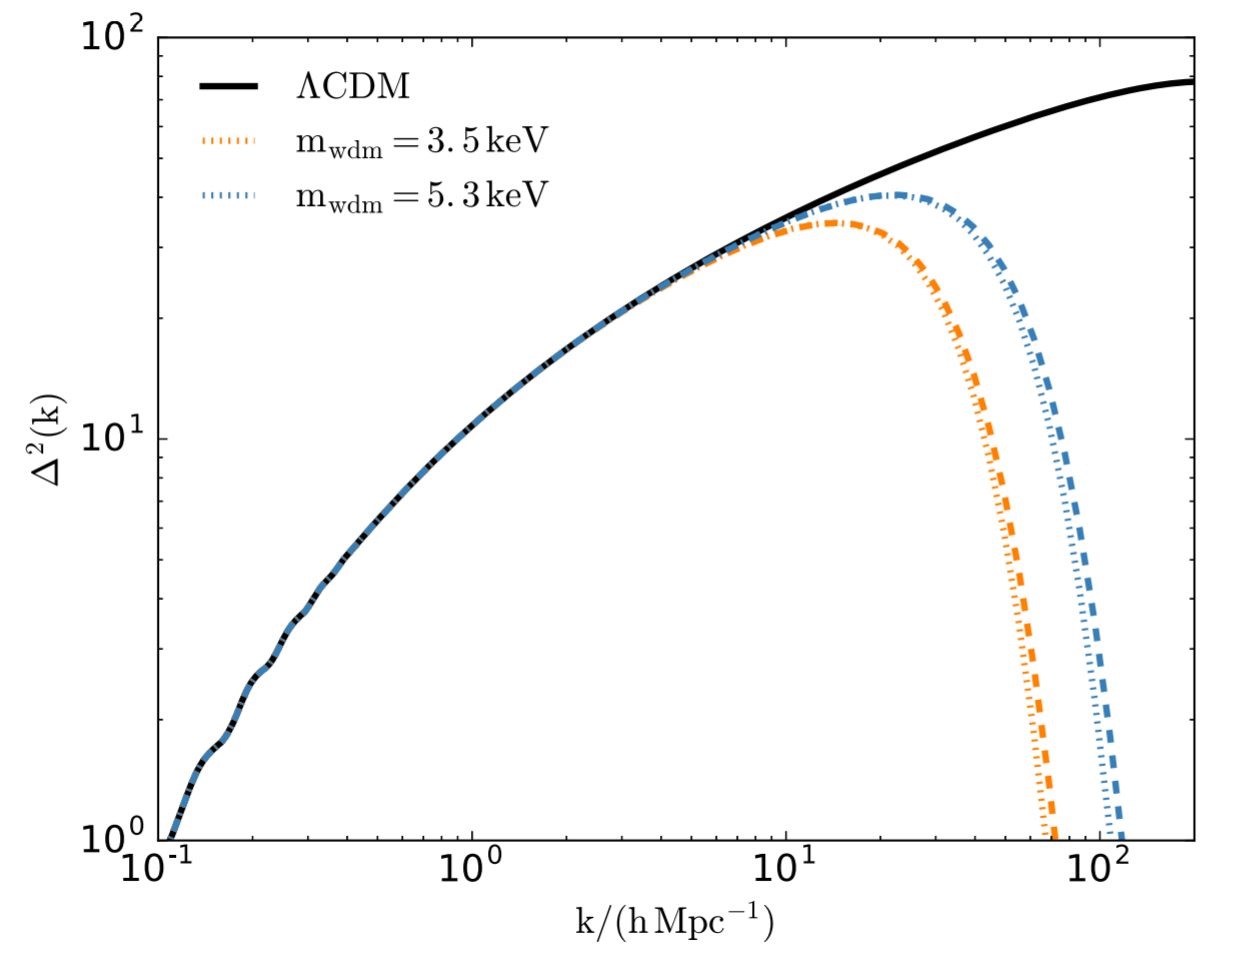 10²
ΛCDM
m_wdm = 3.5 keV
m_wdm = 5.3 keV
Δ²(k)
10¹
10⁰
10⁻¹ 10⁰ 10¹ 10²
k/(h Mpc⁻¹)